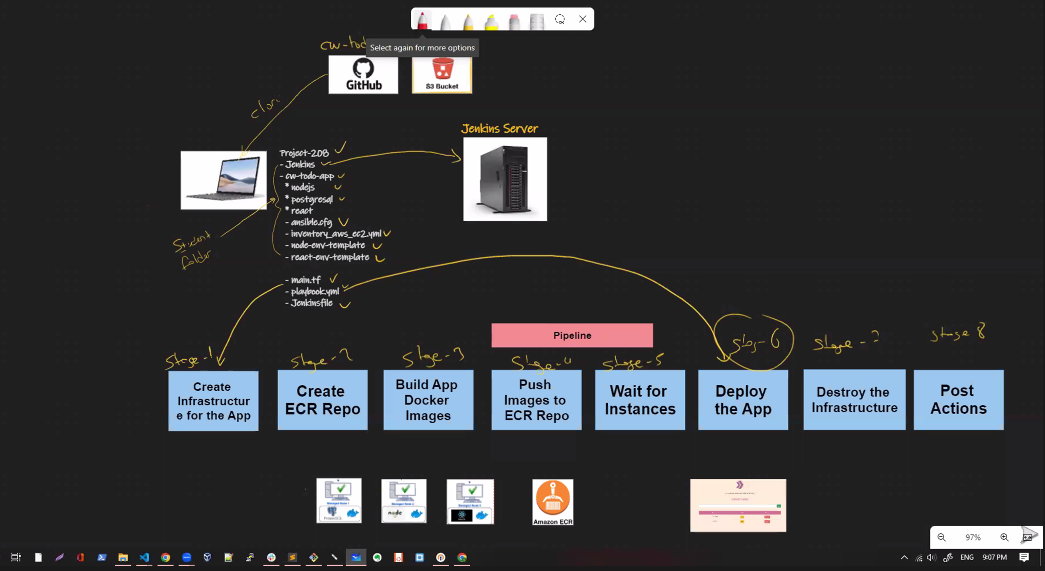 cw-tod
Select again for more options
GitHub
S3 Bucket
clon
Jenkins Server
Project-208
- Jenkins
- cw-todo-app
* nodejs
* postgresql
* react
- ansible.cfg
- inventory_aws_ec2.yml
- node-env-template
- react-env-template
Student
folder
- main.tf
- playbook.yml
- Jenkinsfile
Pipeline
Stage-1
Stage-2
Stage-3
Stage-4
Stage-5
Stage-6
Stage-7
Stage 8
Create
Infrastructur
e for the App
Create
ECR Repo
Build App
Docker
Images
Push
Images to
ECR Repo
Wait for
Instances
Deploy
the App
Destroy the
Infrastructure
Post
Actions
node
Amazon ECR
97%
ENG
9:07 PM